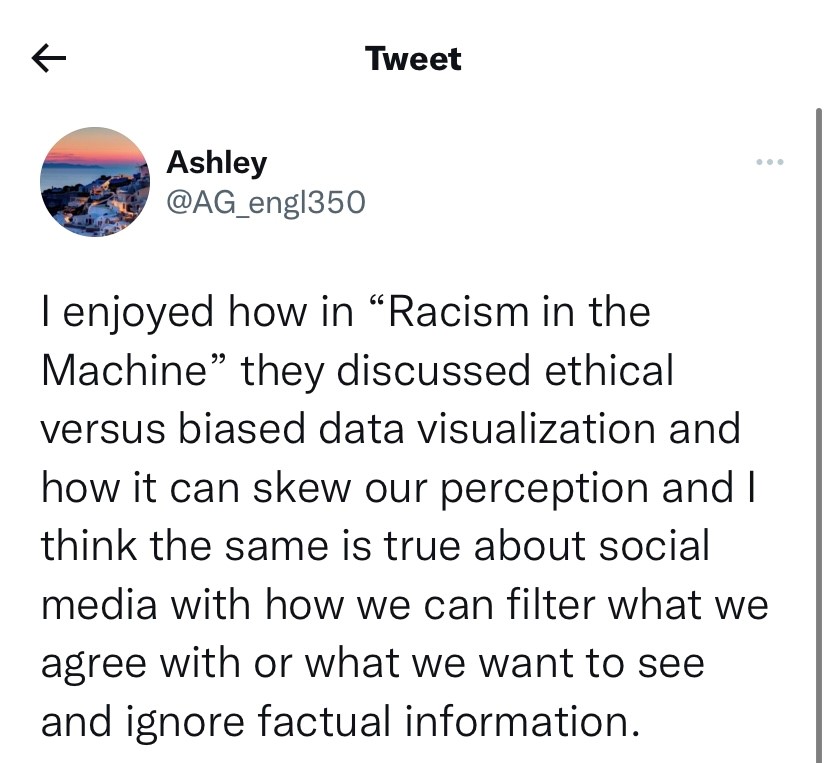 Tweet
Ashley
@AG_engl350
I enjoyed how in “Racism in the
Machine” they discussed ethical
versus biased data visualization and
how it can skew our perception and I
think the same is true about social
media with how we can filter what we
agree with or what we want to see
and ignore factual information.